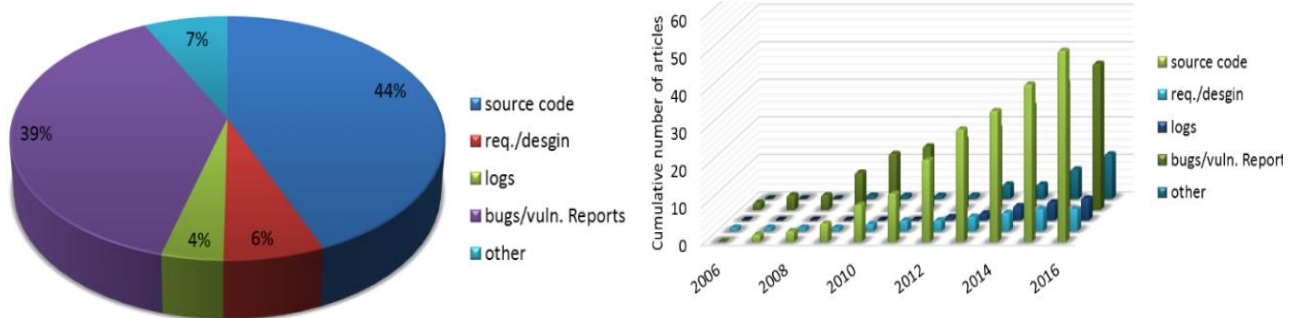 7%
44%
39%
4%
6%
source code
req./desgin
logs
bugs/vuln. Reports
other
Cumulative number of articles
60
50
40
30
20
10
0
2006
2008
2010
2012
2014
2016
source code
req./desgin
logs
bugs/vuln. Report
other